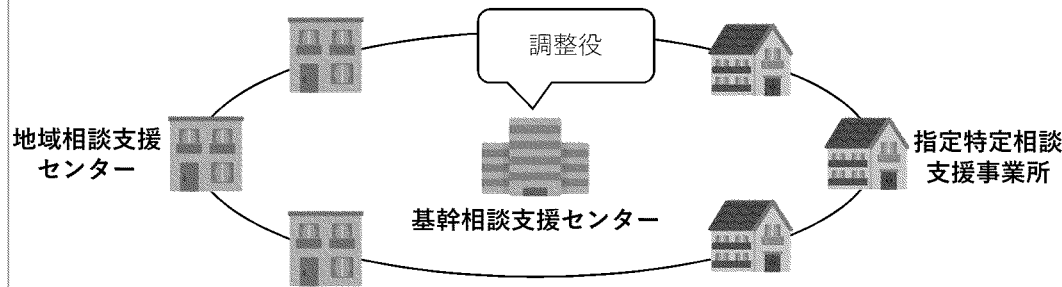 調整役
地域相談支援
センター
指定特定相談
支援事業所
基幹相談支援センター